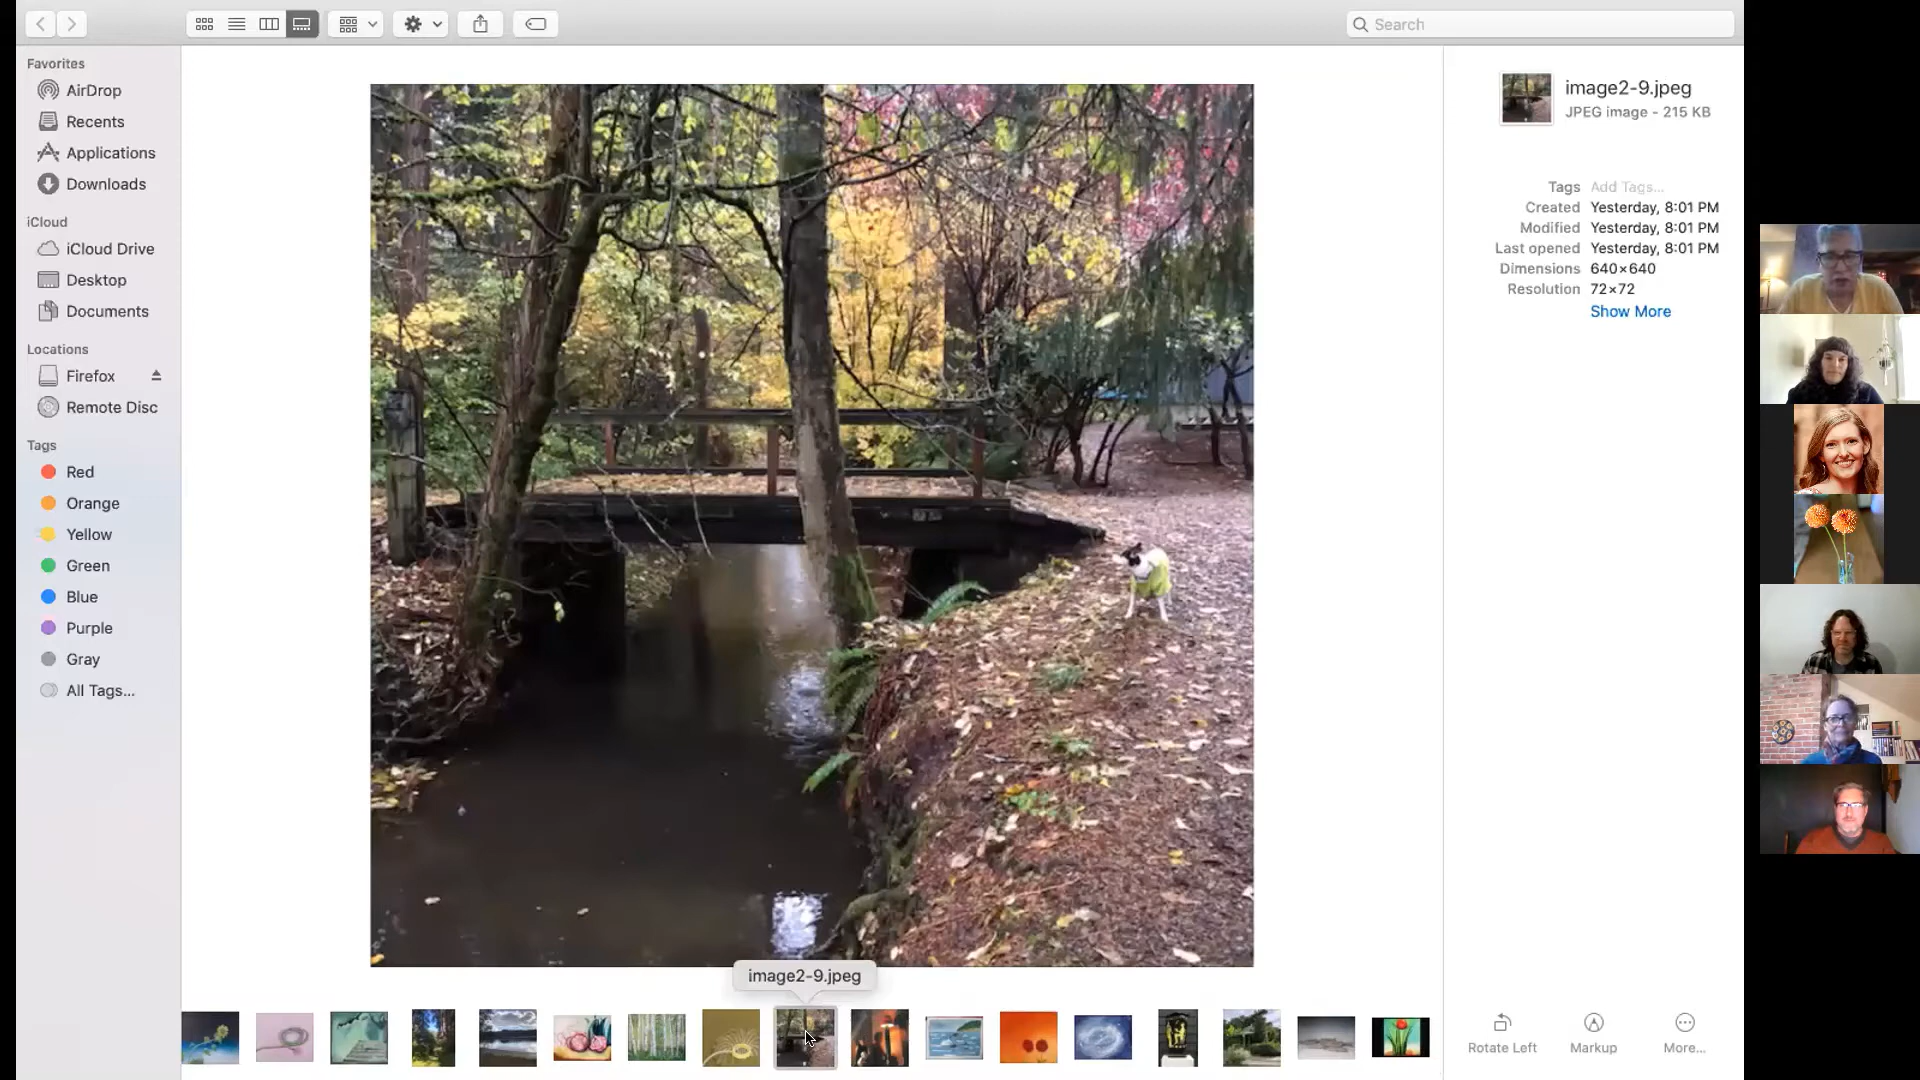 Search
Favorites
AirDrop
Recents
Applications
Downloads
iCloud
iCloud Drive
Desktop
Documents
Locations
Firefox
Remote Disc
Tags
Red
Orange
Yellow
Green
Blue
Purple
Gray
All Tags...
image2-9.jpeg
JPEG image - 215 KB
Tags Add Tags...
Created Yesterday, 8:01 PM
Modified Yesterday, 8:01 PM
Last opened Yesterday, 8:01 PM
Dimensions 640×640
Resolution 72×72
Show More
image2-9.jpeg
Rotate Left
Markup
More...